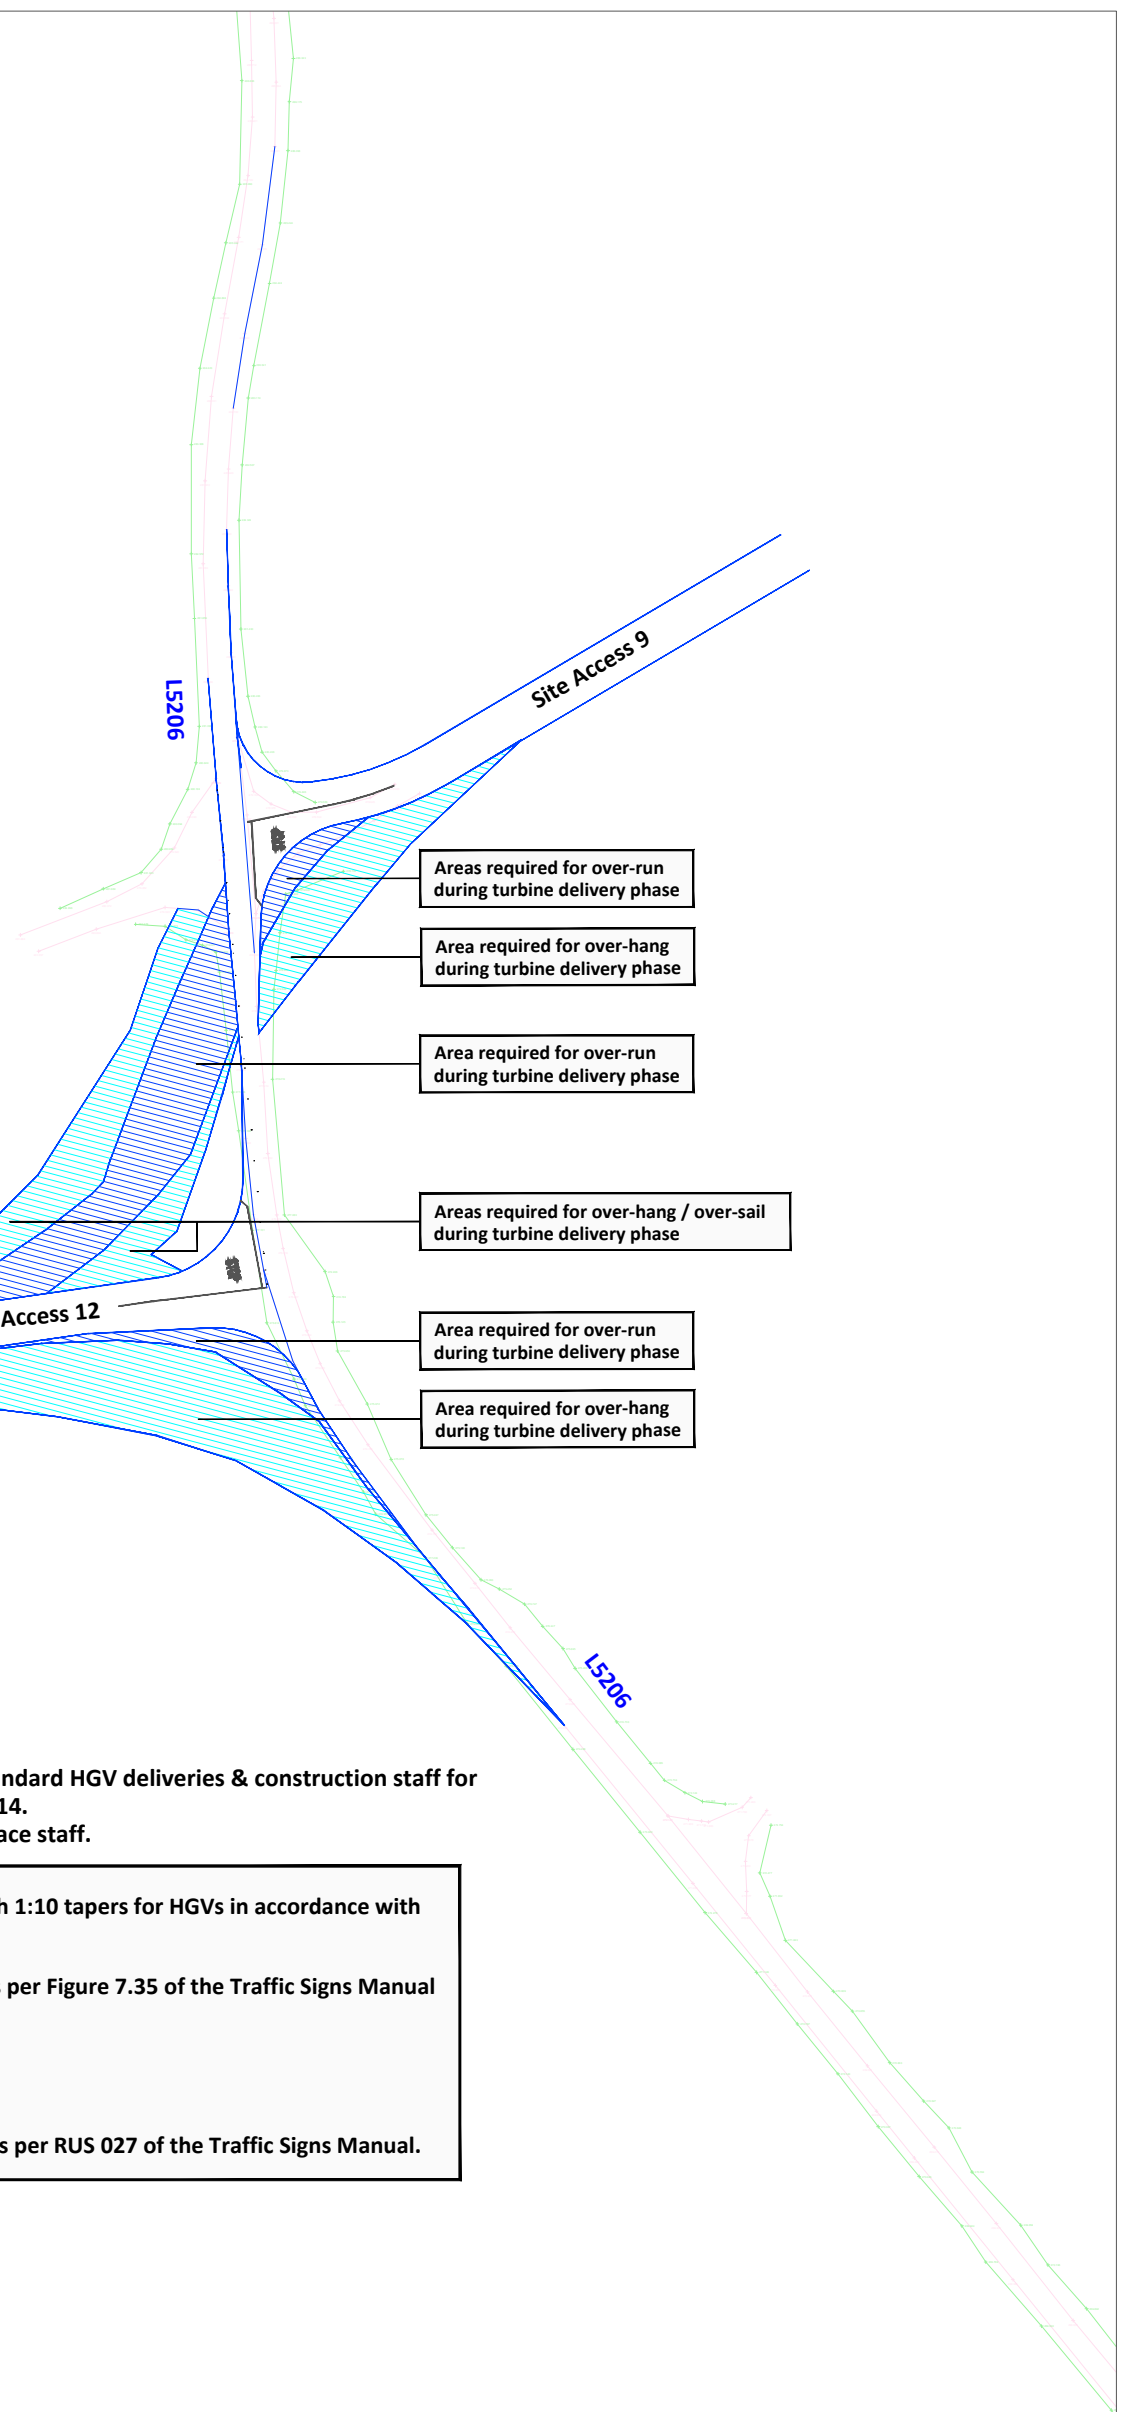 Site Access 9
L5206
Areas required for over-run
during turbine delivery phase
Area required for over-hang
during turbine delivery phase
Area required for over-run
during turbine delivery phase
Areas required for over-hang / over-sail
during turbine delivery phase
Access 12
Area required for over-run
during turbine delivery phase
Area required for over-hang
during turbine delivery phase
L5206
ndard HGV deliveries & construction staff for
14.
ace staff.
h 1:10 tapers for HGVs in accordance with
s per Figure 7.35 of the Traffic Signs Manual
s per RUS 027 of the Traffic Signs Manual.